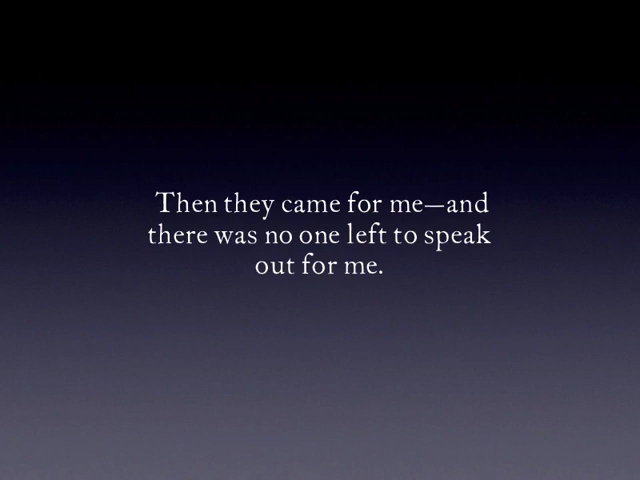 Then they came for me—and
there was no one left to speak
out for me.